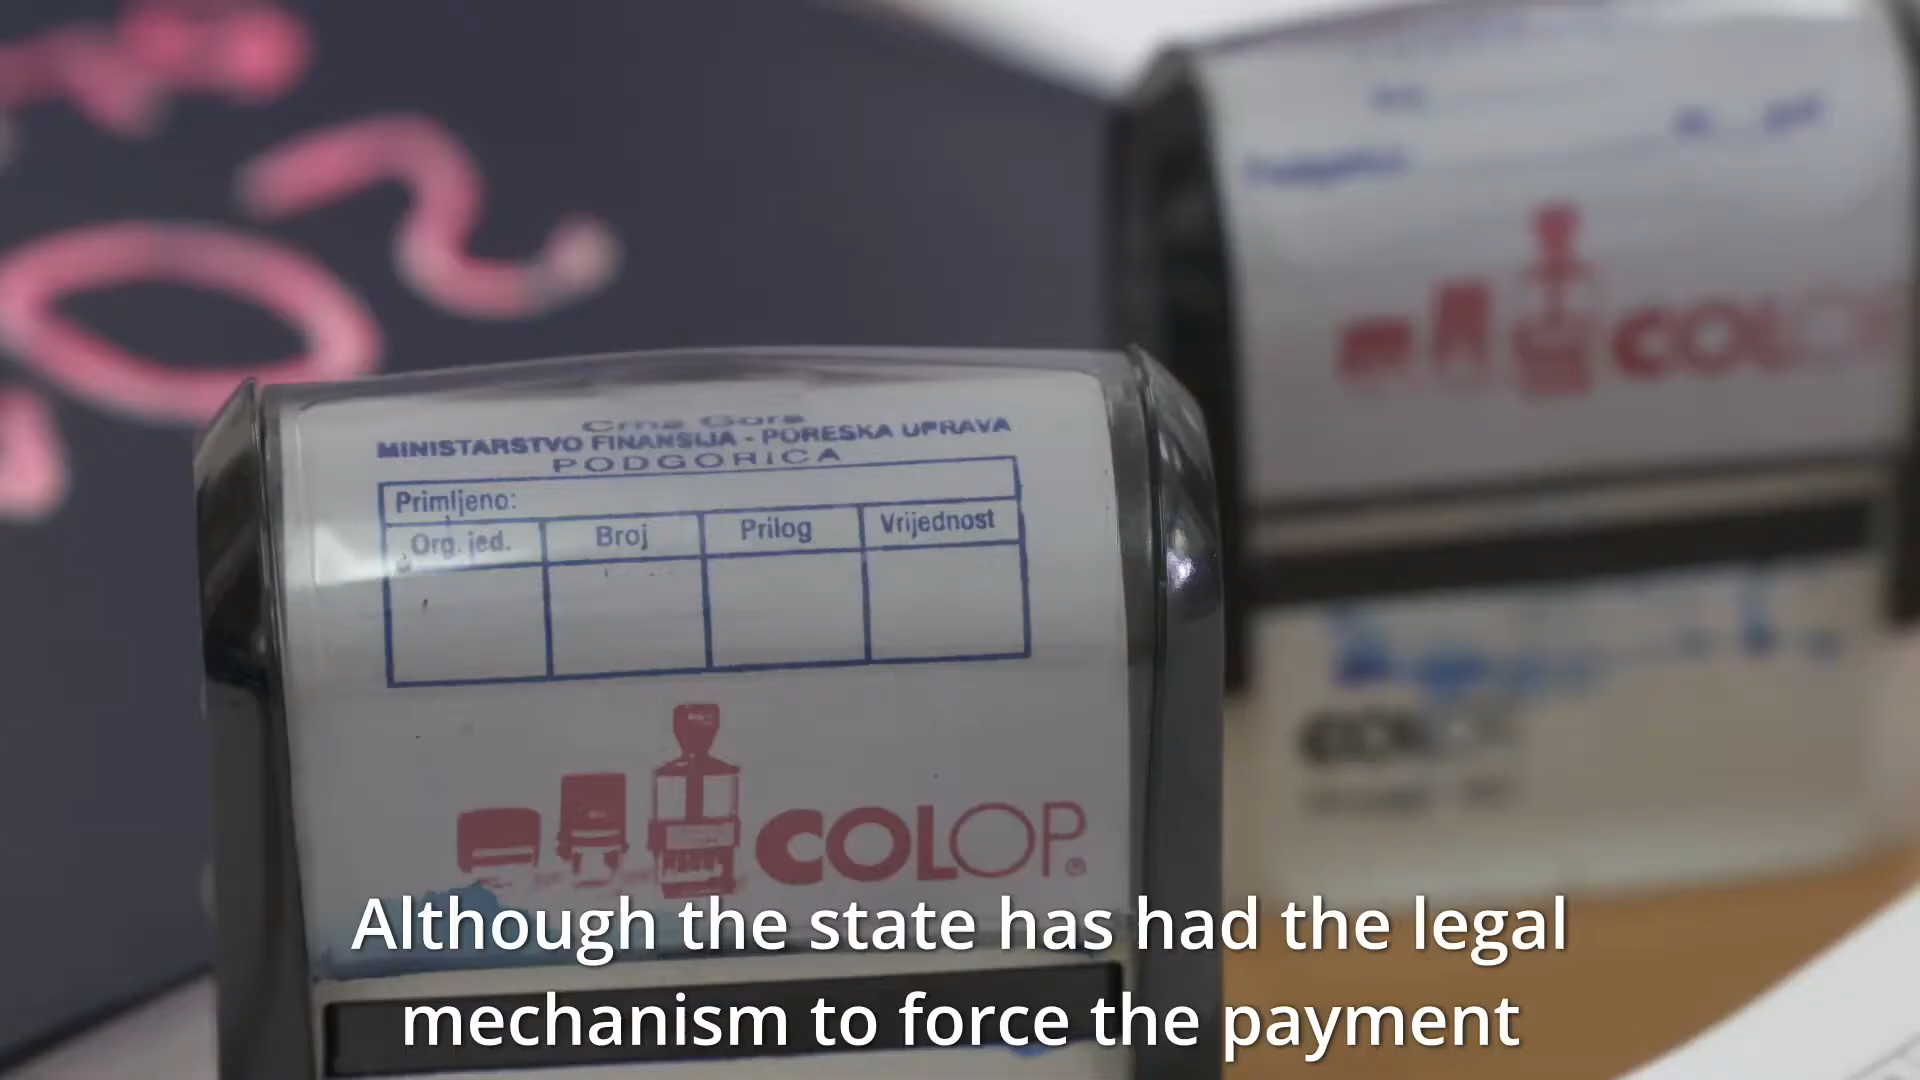 Crna Gora
MINISTARSTVO FINANSIJA - PORESKA UPRAVA
PODGORICA
Primljeno:
Org. jed. Broj Prilog Vrijednost
COLOP®
COLOP
Although the state has had the legal
mechanism to force the payment